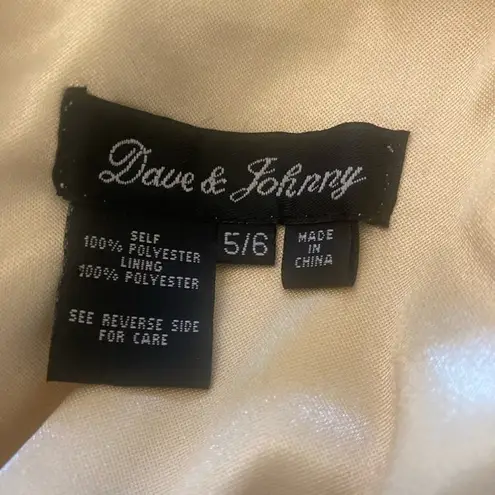 Dave & Johnny
SELF
100% POLYESTER
LINING
100% POLYESTER
SEE REVERSE SIDE
FOR CARE
5/6
MADE
IN
CHINA